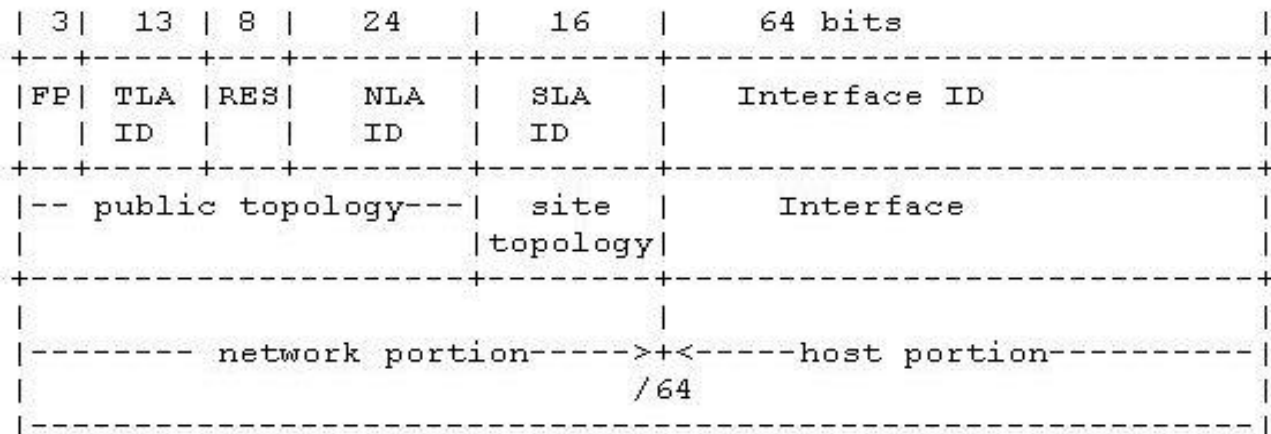 | 3| 13 | 8 | 24 | 16 | 64 bits |
+--+-----+---+--------+--------+--------------------------+
|FP| TLA |RES| NLA | SLA | Interface ID |
| | ID | | ID | ID | |
+--+-----+---+--------+--------+--------------------------+
|-- public topology---| site | Interface |
| |topology| |
+---------------------+--------+--------------------------+
| | |
|-------- network portion----->+<-----host portion----------|
| /64 |
|-----------------------------------------------------------|